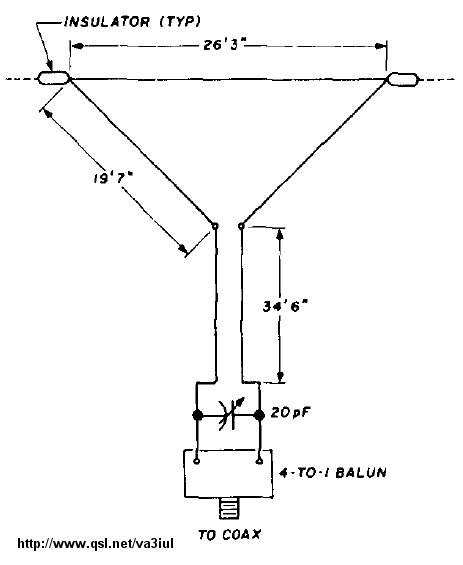 INSULATOR (TYP)
26'3"
19'7"
34'6"
20pF
4-TO-1 BALUN
TO COAX
http://www.qsl.net/va3iul